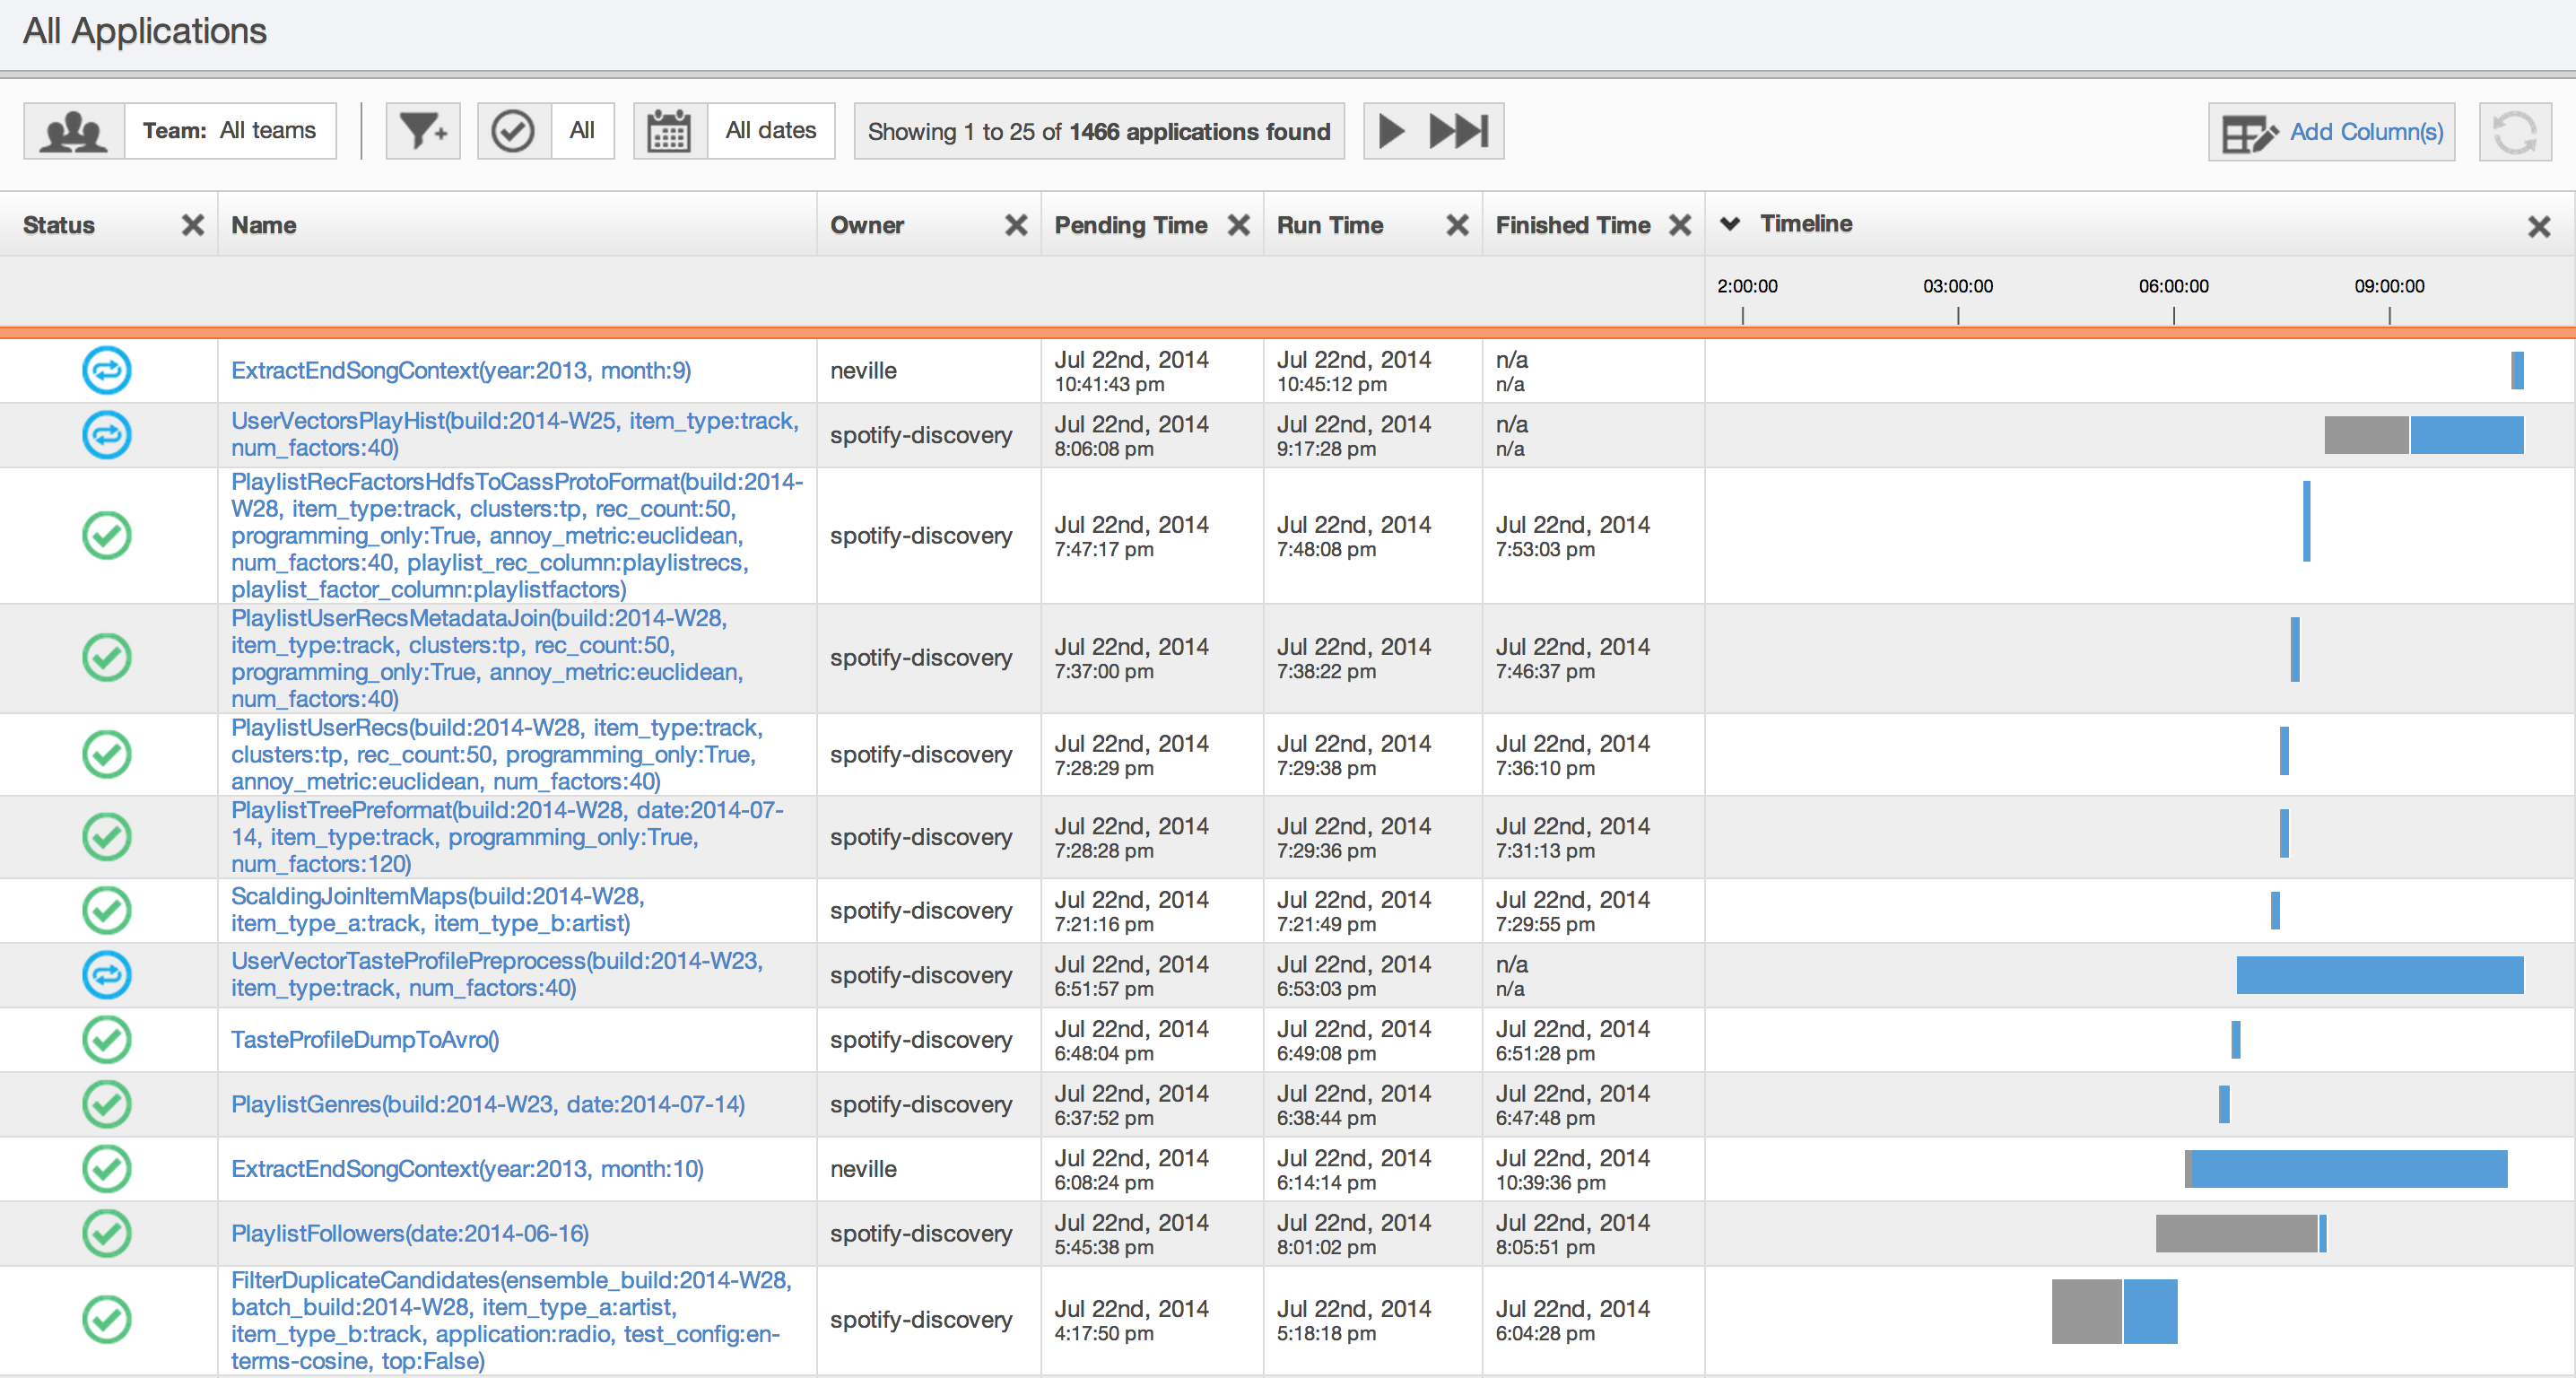 All Applications
Team: All teams
All
All dates
Showing 1 to 25 of 1466 applications found
Add Column(s)
Status
Name
Owner
Pending Time
Run Time
Finished Time
Timeline
2:00:00
03:00:00
06:00:00
09:00:00
ExtractEndSongContext(year:2013, month:9)
neville
Jul 22nd, 2014
10:41:43 pm
Jul 22nd, 2014
10:45:12 pm
n/a
n/a
UserVectorsPlayHist(build:2014-W25, item_type:track,
num_factors:40)
spotify-discovery
Jul 22nd, 2014
8:06:08 pm
Jul 22nd, 2014
9:17:28 pm
n/a
n/a
PlaylistRecFactorsHdfsToCassProtoFormat(build:2014-
W28, item_type:track, clusters:tp, rec_count:50,
programming_only:True, annoy_metric:euclidean,
num_factors:40, playlist_rec_column:playlistrecs,
playlist_factor_column:playlistfactors)
spotify-discovery
Jul 22nd, 2014
7:47:17 pm
Jul 22nd, 2014
7:48:08 pm
Jul 22nd, 2014
7:53:03 pm
PlaylistUserRecsMetadataJoin(build:2014-W28,
item_type:track, clusters:tp, rec_count:50,
programming_only:True, annoy_metric:euclidean,
num_factors:40)
spotify-discovery
Jul 22nd, 2014
7:37:00 pm
Jul 22nd, 2014
7:38:22 pm
Jul 22nd, 2014
7:46:37 pm
PlaylistUserRecs(build:2014-W28, item_type:track,
clusters:tp, rec_count:50, programming_only:True,
annoy_metric:euclidean, num_factors:40)
spotify-discovery
Jul 22nd, 2014
7:28:29 pm
Jul 22nd, 2014
7:29:38 pm
Jul 22nd, 2014
7:36:10 pm
PlaylistTreePreformat(build:2014-W28, date:2014-07-
14, item_type:track, programming_only:True,
num_factors:120)
spotify-discovery
Jul 22nd, 2014
7:28:28 pm
Jul 22nd, 2014
7:29:36 pm
Jul 22nd, 2014
7:31:13 pm
ScaldingJoinItemMaps(build:2014-W28,
item_type_a:track, item_type_b:artist)
spotify-discovery
Jul 22nd, 2014
7:21:16 pm
Jul 22nd, 2014
7:21:49 pm
Jul 22nd, 2014
7:29:55 pm
UserVectorTasteProfilePreprocess(build:2014-W23,
item_type:track, num_factors:40)
spotify-discovery
Jul 22nd, 2014
6:51:57 pm
Jul 22nd, 2014
6:53:03 pm
n/a
n/a
TasteProfileDumpToAvro()
spotify-discovery
Jul 22nd, 2014
6:48:04 pm
Jul 22nd, 2014
6:49:08 pm
Jul 22nd, 2014
6:51:28 pm
PlaylistGenres(build:2014-W23, date:2014-07-14)
spotify-discovery
Jul 22nd, 2014
6:37:52 pm
Jul 22nd, 2014
6:38:44 pm
Jul 22nd, 2014
6:47:48 pm
ExtractEndSongContext(year:2013, month:10)
neville
Jul 22nd, 2014
6:08:24 pm
Jul 22nd, 2014
6:14:14 pm
Jul 22nd, 2014
10:39:36 pm
PlaylistFollowers(date:2014-06-16)
spotify-discovery
Jul 22nd, 2014
5:45:38 pm
Jul 22nd, 2014
8:01:02 pm
Jul 22nd, 2014
8:05:51 pm
FilterDuplicateCandidates(ensemble_build:2014-W28,
batch_build:2014-W28, item_type_a:artist,
item_type_b:track, application:radio, test_config:en-
terms-cosine, top:False)
spotify-discovery
Jul 22nd, 2014
4:17:50 pm
Jul 22nd, 2014
5:18:18 pm
Jul 22nd, 2014
6:04:28 pm